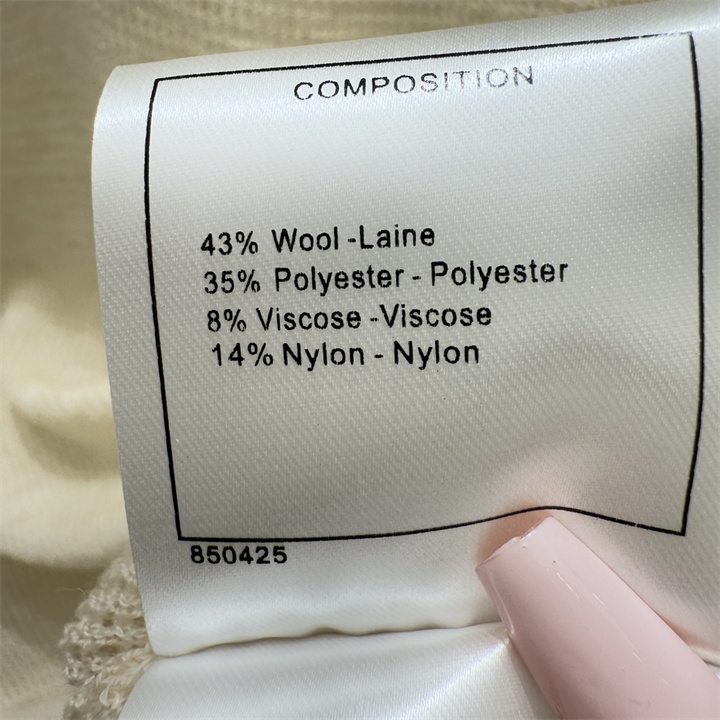 COMPOSITION
43% Wool -Laine
35% Polyester - Polyester
8% Viscose -Viscose
14% Nylon - Nylon
850425